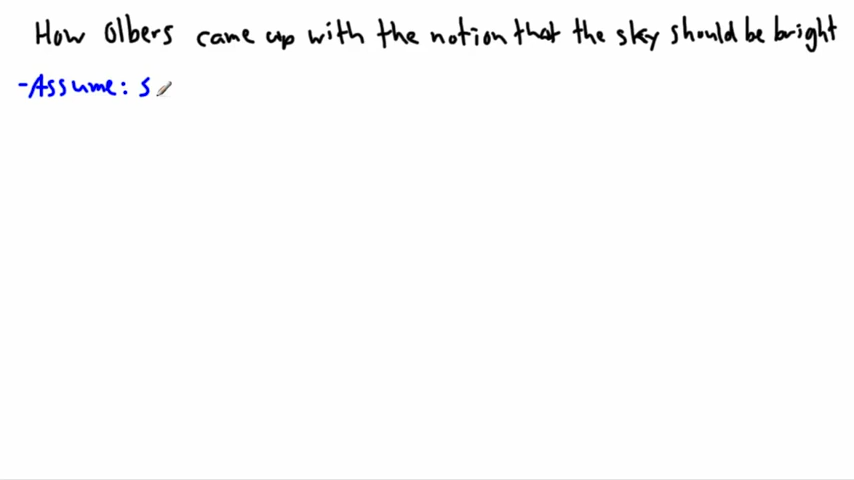 How Olbers came up with the notion that the sky should be bright
-Assume: s